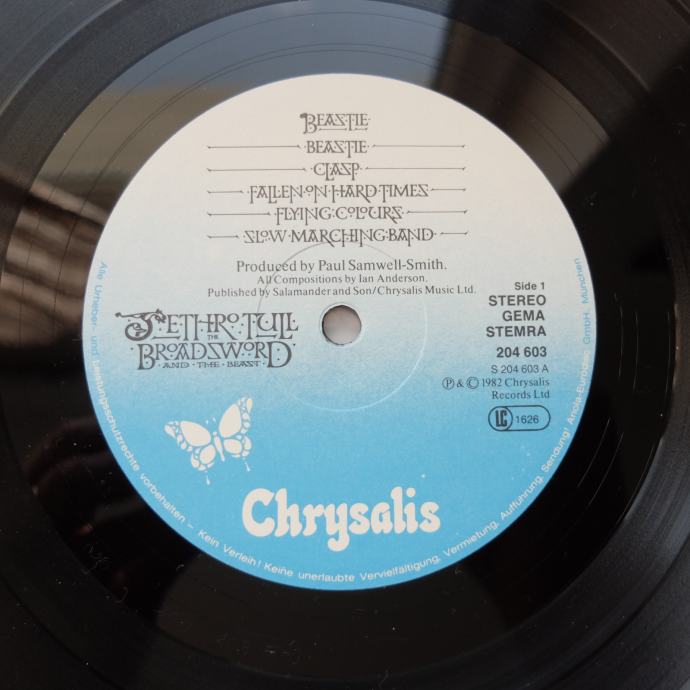 BEASTIE
BEASTIE
CLASP
FALLEN·ON·HARD·TIMES
FLYING·COLOURS
SLOW·MARCHING·BAND
Produced by Paul Samwell-Smith.
All Compositions by Ian Anderson.
Published by Salamander and Son/Chrysalis Music Ltd.
Side 1
STEREO
GEMA
STEMRA
204 603
S 204 603 A
Ⓟ & © 1982 Chrysalis
Records Ltd
LC 1626
JETHRO·TULL
THE
BROADSWORD
·AND·THE·BEAST·
Chrysalis
Alle Urheber- und Leistungsschutzrechte vorbehalten – Kein Verleih! Keine unerlaubte Vervielfältigung, Vermietung, Aufführung, Sendung! Ariola-Eurodisc GmbH, München